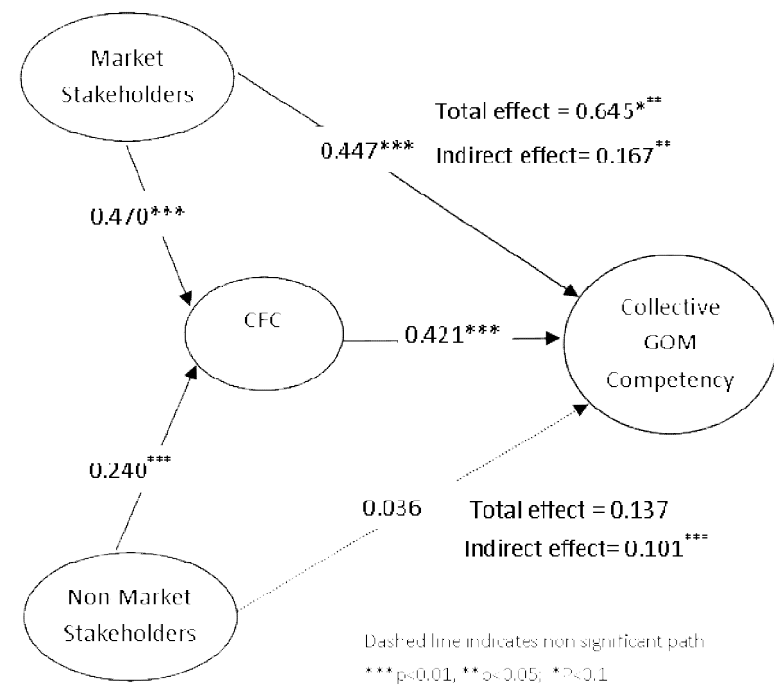 Market
Stakeholders
Total effect = 0.645***
0.447***
Indirect effect= 0.167**
0.470***
CFC
0.421***
Collective
GOM
Competency
0.240***
0.036
Total effect = 0.137
Indirect effect= 0.101***
Non Market
Stakeholders
Dashed line indicates non significant path
***p<0.01, **p<0.05; *P<0.1